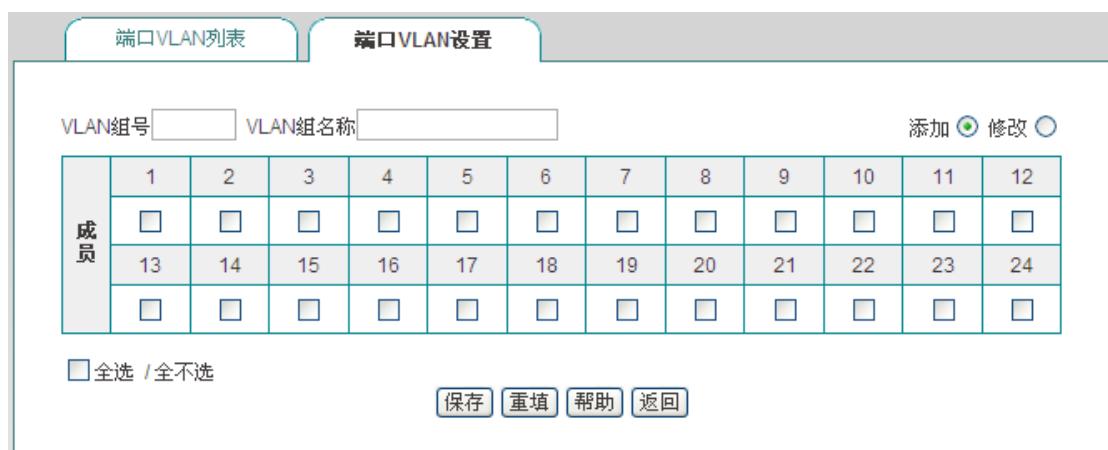 端口VLAN列表 端口VLAN设置
VLAN组号 VLAN组名称 添加 修改
成员
1 2 3 4 5 6 7 8 9 10 11 12
13 14 15 16 17 18 19 20 21 22 23 24
全选 / 全不选
保存 重填 帮助 返回